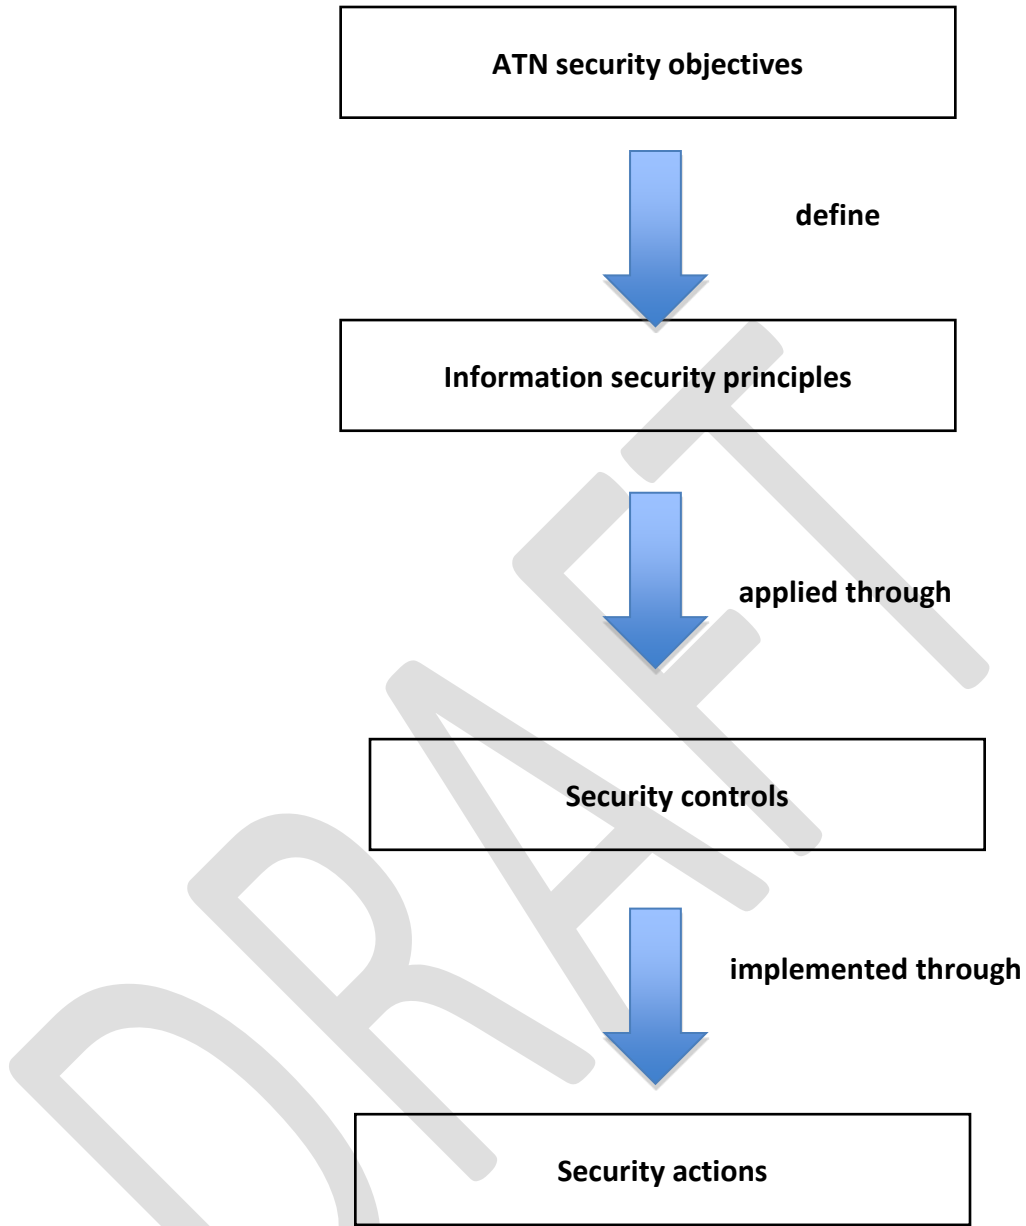 ATN security objectives
define
Information security principles
applied through
Security controls
implemented through
Security actions
DRAFT